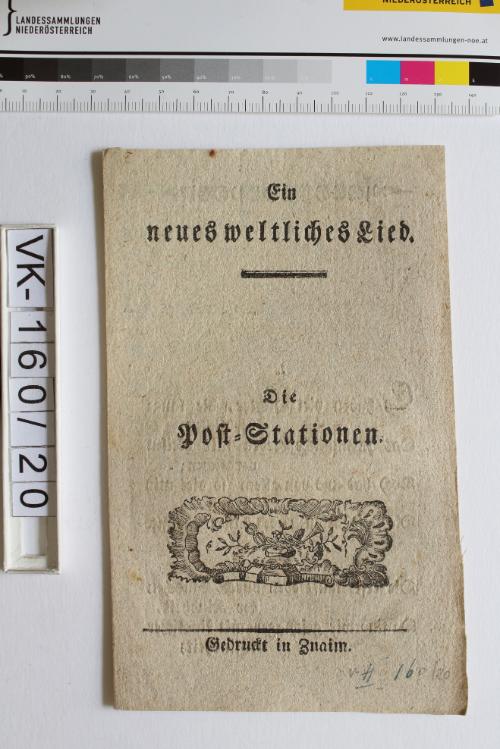 LANDESSAMMLUNGEN
NIEDERÖSTERREICH
NIEDERÖSTERREICH
www.landessammlungen-noe.at
VK-160/20
Ein
neues weltliches Lied.
Die
Post-Stationen.
Gedruckt in Znaim.